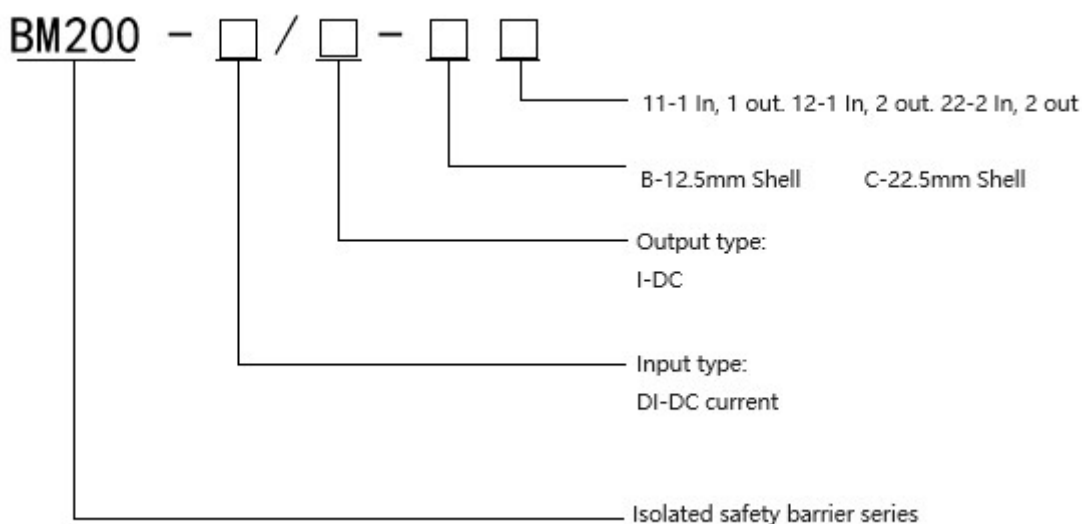 BM200 - □ / □ - □ □
11-1 In, 1 out. 12-1 In, 2 out. 22-2 In, 2 out
B-12.5mm Shell C-22.5mm Shell
Output type:
I-DC
Input type:
DI-DC current
Isolated safety barrier series